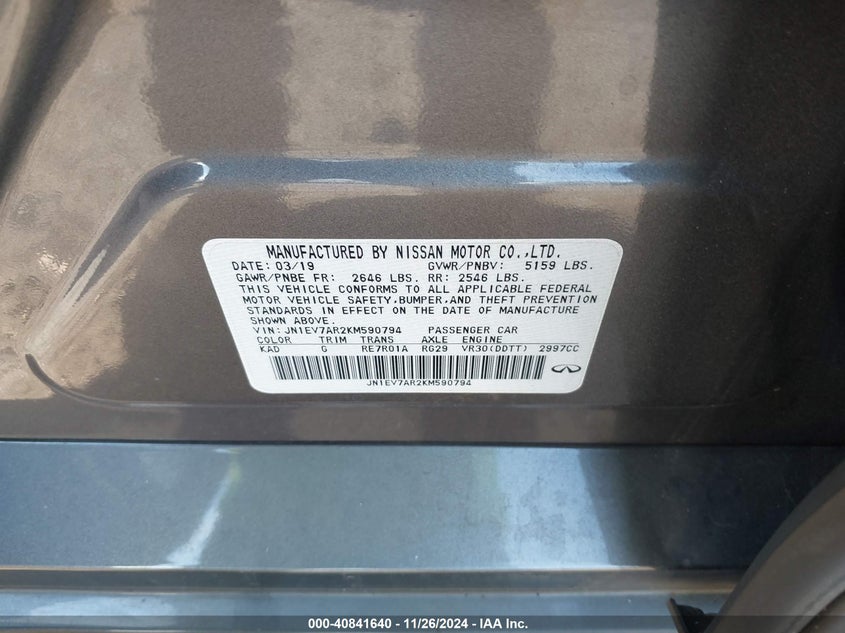 MANUFACTURED BY NISSAN MOTOR CO.,LTD.
DATE: 03/19 GVWR/PNBV: 5159 LBS.
GAWR/PNBE FR: 2646 LBS. RR: 2546 LBS.
THIS VEHICLE CONFORMS TO ALL APPLICABLE FEDERAL
MOTOR VEHICLE SAFETY,BUMPER,AND THEFT PREVENTION
STANDARDS IN EFFECT ON THE DATE OF MANUFACTURE
SHOWN ABOVE.
VIN: JN1EV7AR2KM590794 PASSENGER CAR
COLOR TRIM TRANS AXLE ENGINE
KAD G RE7R01A RG29 VR30(DDTT) 2997CC
JN1EV7AR2KM590794
000-40841640 - 11/26/2024 - IAA Inc.